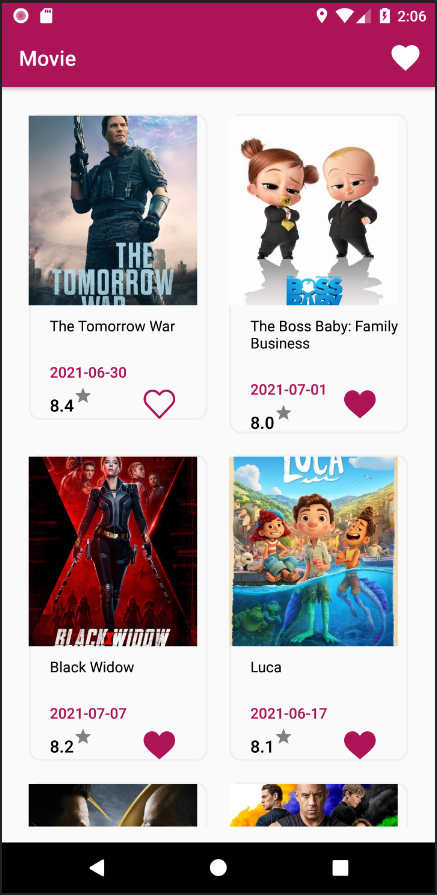 2:06
Movie
THE
TOMORROW
WAR
The Tomorrow War
2021-06-30
8.4
BOSS
BABY
The Boss Baby: Family
Business
2021-07-01
8.0
BLACK WIDOW
Black Widow
2021-07-07
8.2
LUCA
Luca
2021-06-17
8.1